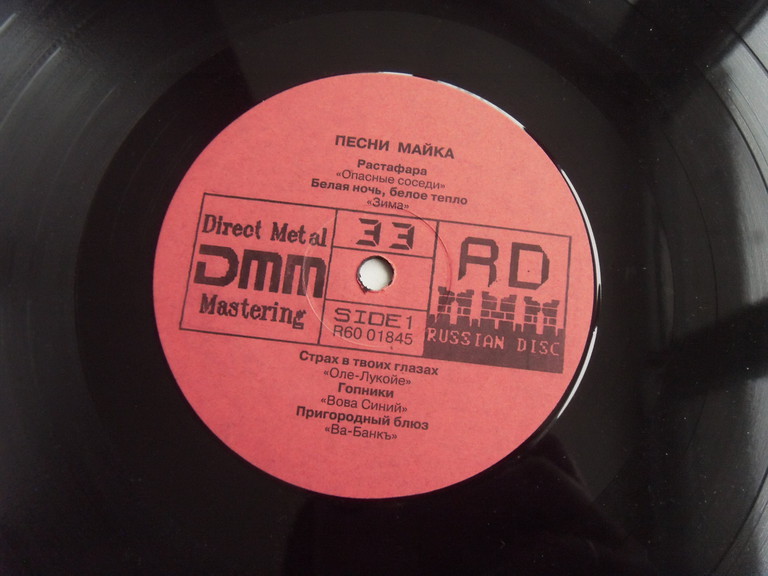 ПЕСНИ МАЙКА
Растафара
«Опасные соседи»
Белая ночь, белое тепло
«Зима»
Direct Metal
DMM
Mastering
33
SIDE 1
R60 01845
RD
RUSSIAN DISC
Страх в твоих глазах
«Оле-Лукойе»
Гопники
«Вова Синий»
Пригородный блюз
«Ва-Банкъ»